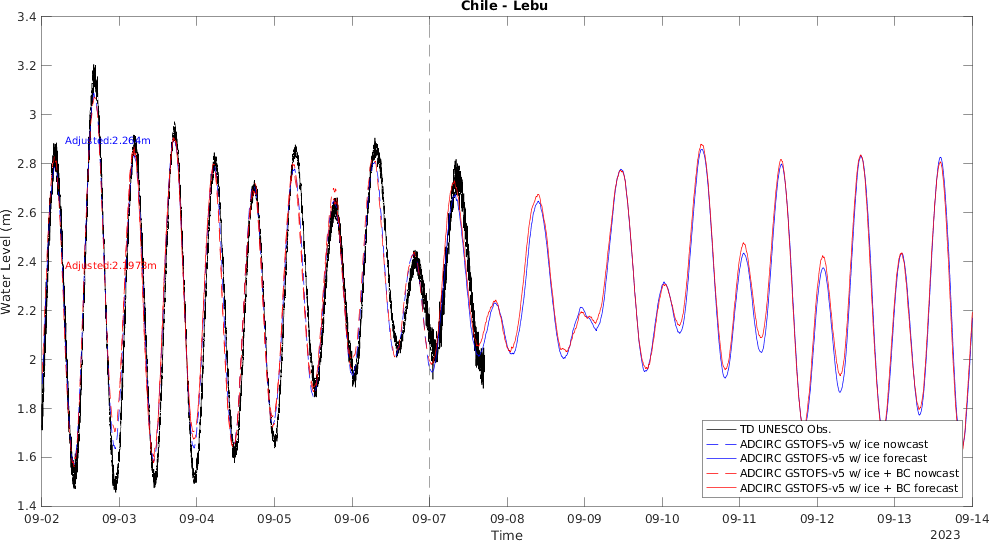 Chile - Lebu
3.4
3.2
3
2.8
2.6
2.4
2.2
2
1.8
1.6
1.4
Water Level (m)
Adjusted:2.264m
Adjusted:2.1973m
TD UNESCO Obs.
ADCIRC GSTOFS-v5 w/ ice nowcast
ADCIRC GSTOFS-v5 w/ ice forecast
ADCIRC GSTOFS-v5 w/ ice + BC nowcast
ADCIRC GSTOFS-v5 w/ ice + BC forecast
09-02 09-03 09-04 09-05 09-06 09-07 09-08 09-09 09-10 09-11 09-12 09-13 09-14
Time
2023